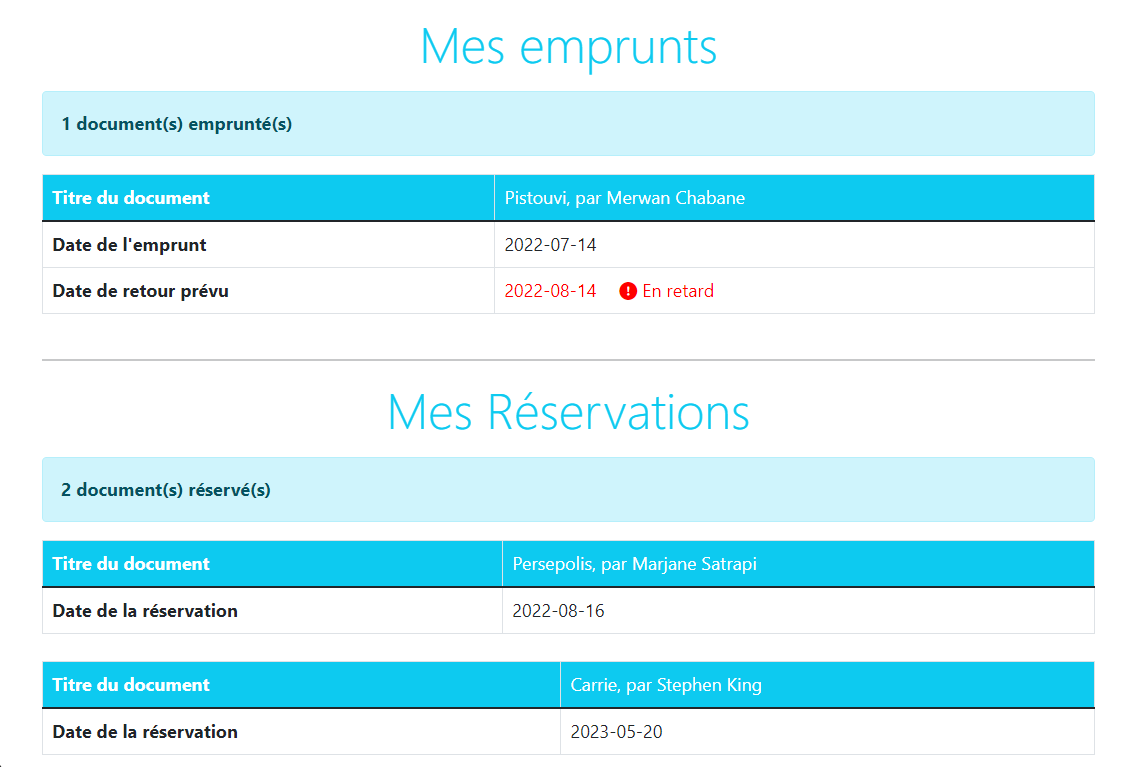 Mes emprunts
1 document(s) emprunté(s)
Titre du document Pistouvi, par Merwan Chabane
Date de l'emprunt 2022-07-14
Date de retour prévu 2022-08-14 En retard
Mes Réservations
2 document(s) réservé(s)
Titre du document Persepolis, par Marjane Satrapi
Date de la réservation 2022-08-16
Titre du document Carrie, par Stephen King
Date de la réservation 2023-05-20